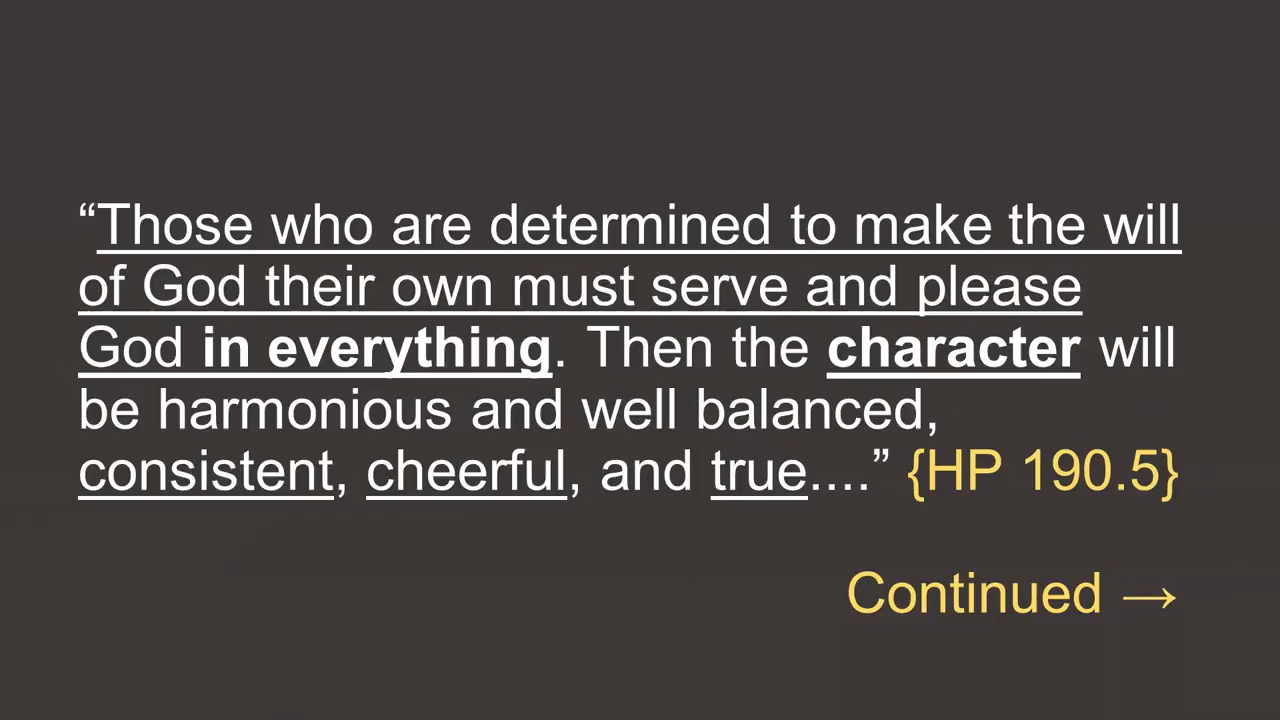 “Those who are determined to make the will
of God their own must serve and please
God in everything. Then the character will
be harmonious and well balanced,
consistent, cheerful, and true....” {HP 190.5}
Continued →